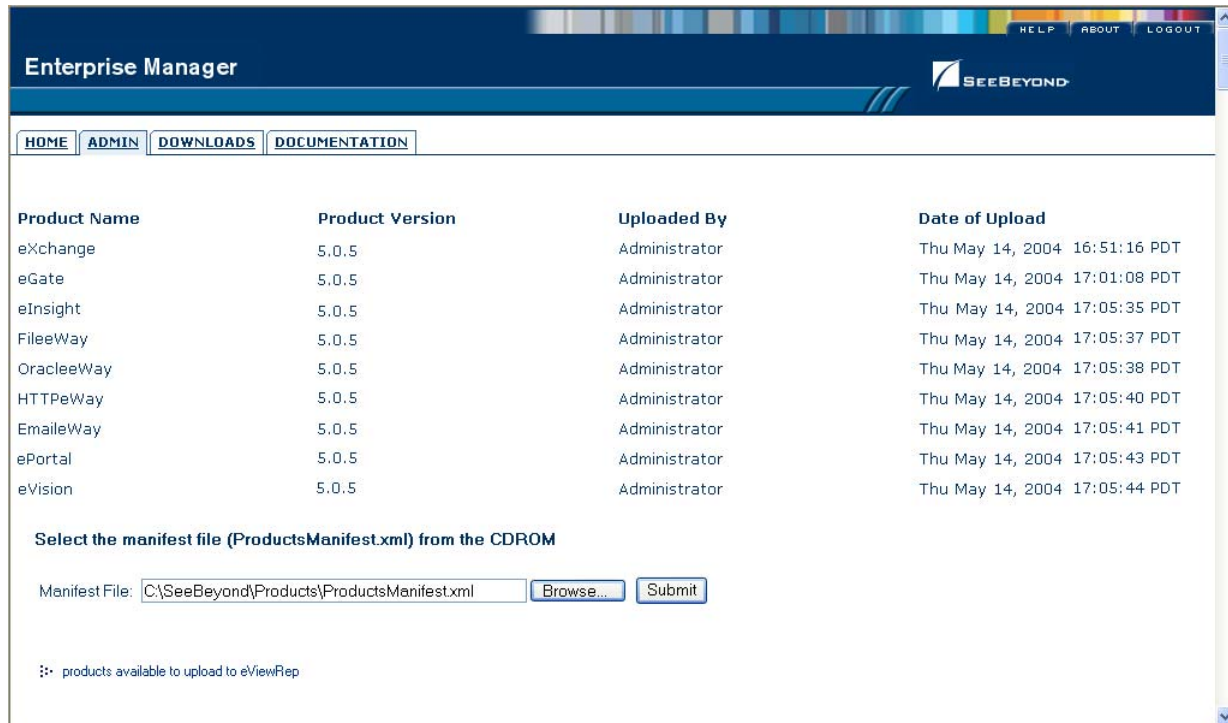 HELP ABOUT LOGOUT
Enterprise Manager
SEEBEYOND
HOME ADMIN DOWNLOADS DOCUMENTATION
Product Name Product Version Uploaded By Date of Upload
eXchange 5.0.5 Administrator Thu May 14, 2004 16:51:16 PDT
eGate 5.0.5 Administrator Thu May 14, 2004 17:01:08 PDT
eInsight 5.0.5 Administrator Thu May 14, 2004 17:05:35 PDT
FileeWay 5.0.5 Administrator Thu May 14, 2004 17:05:37 PDT
OracleeWay 5.0.5 Administrator Thu May 14, 2004 17:05:38 PDT
HTTPeWay 5.0.5 Administrator Thu May 14, 2004 17:05:40 PDT
EmaileWay 5.0.5 Administrator Thu May 14, 2004 17:05:41 PDT
ePortal 5.0.5 Administrator Thu May 14, 2004 17:05:43 PDT
eVision 5.0.5 Administrator Thu May 14, 2004 17:05:44 PDT
Select the manifest file (ProductsManifest.xml) from the CDROM
Manifest File: C:\SeeBeyond\Products\ProductsManifest.xml Browse... Submit
products available to upload to eViewRep